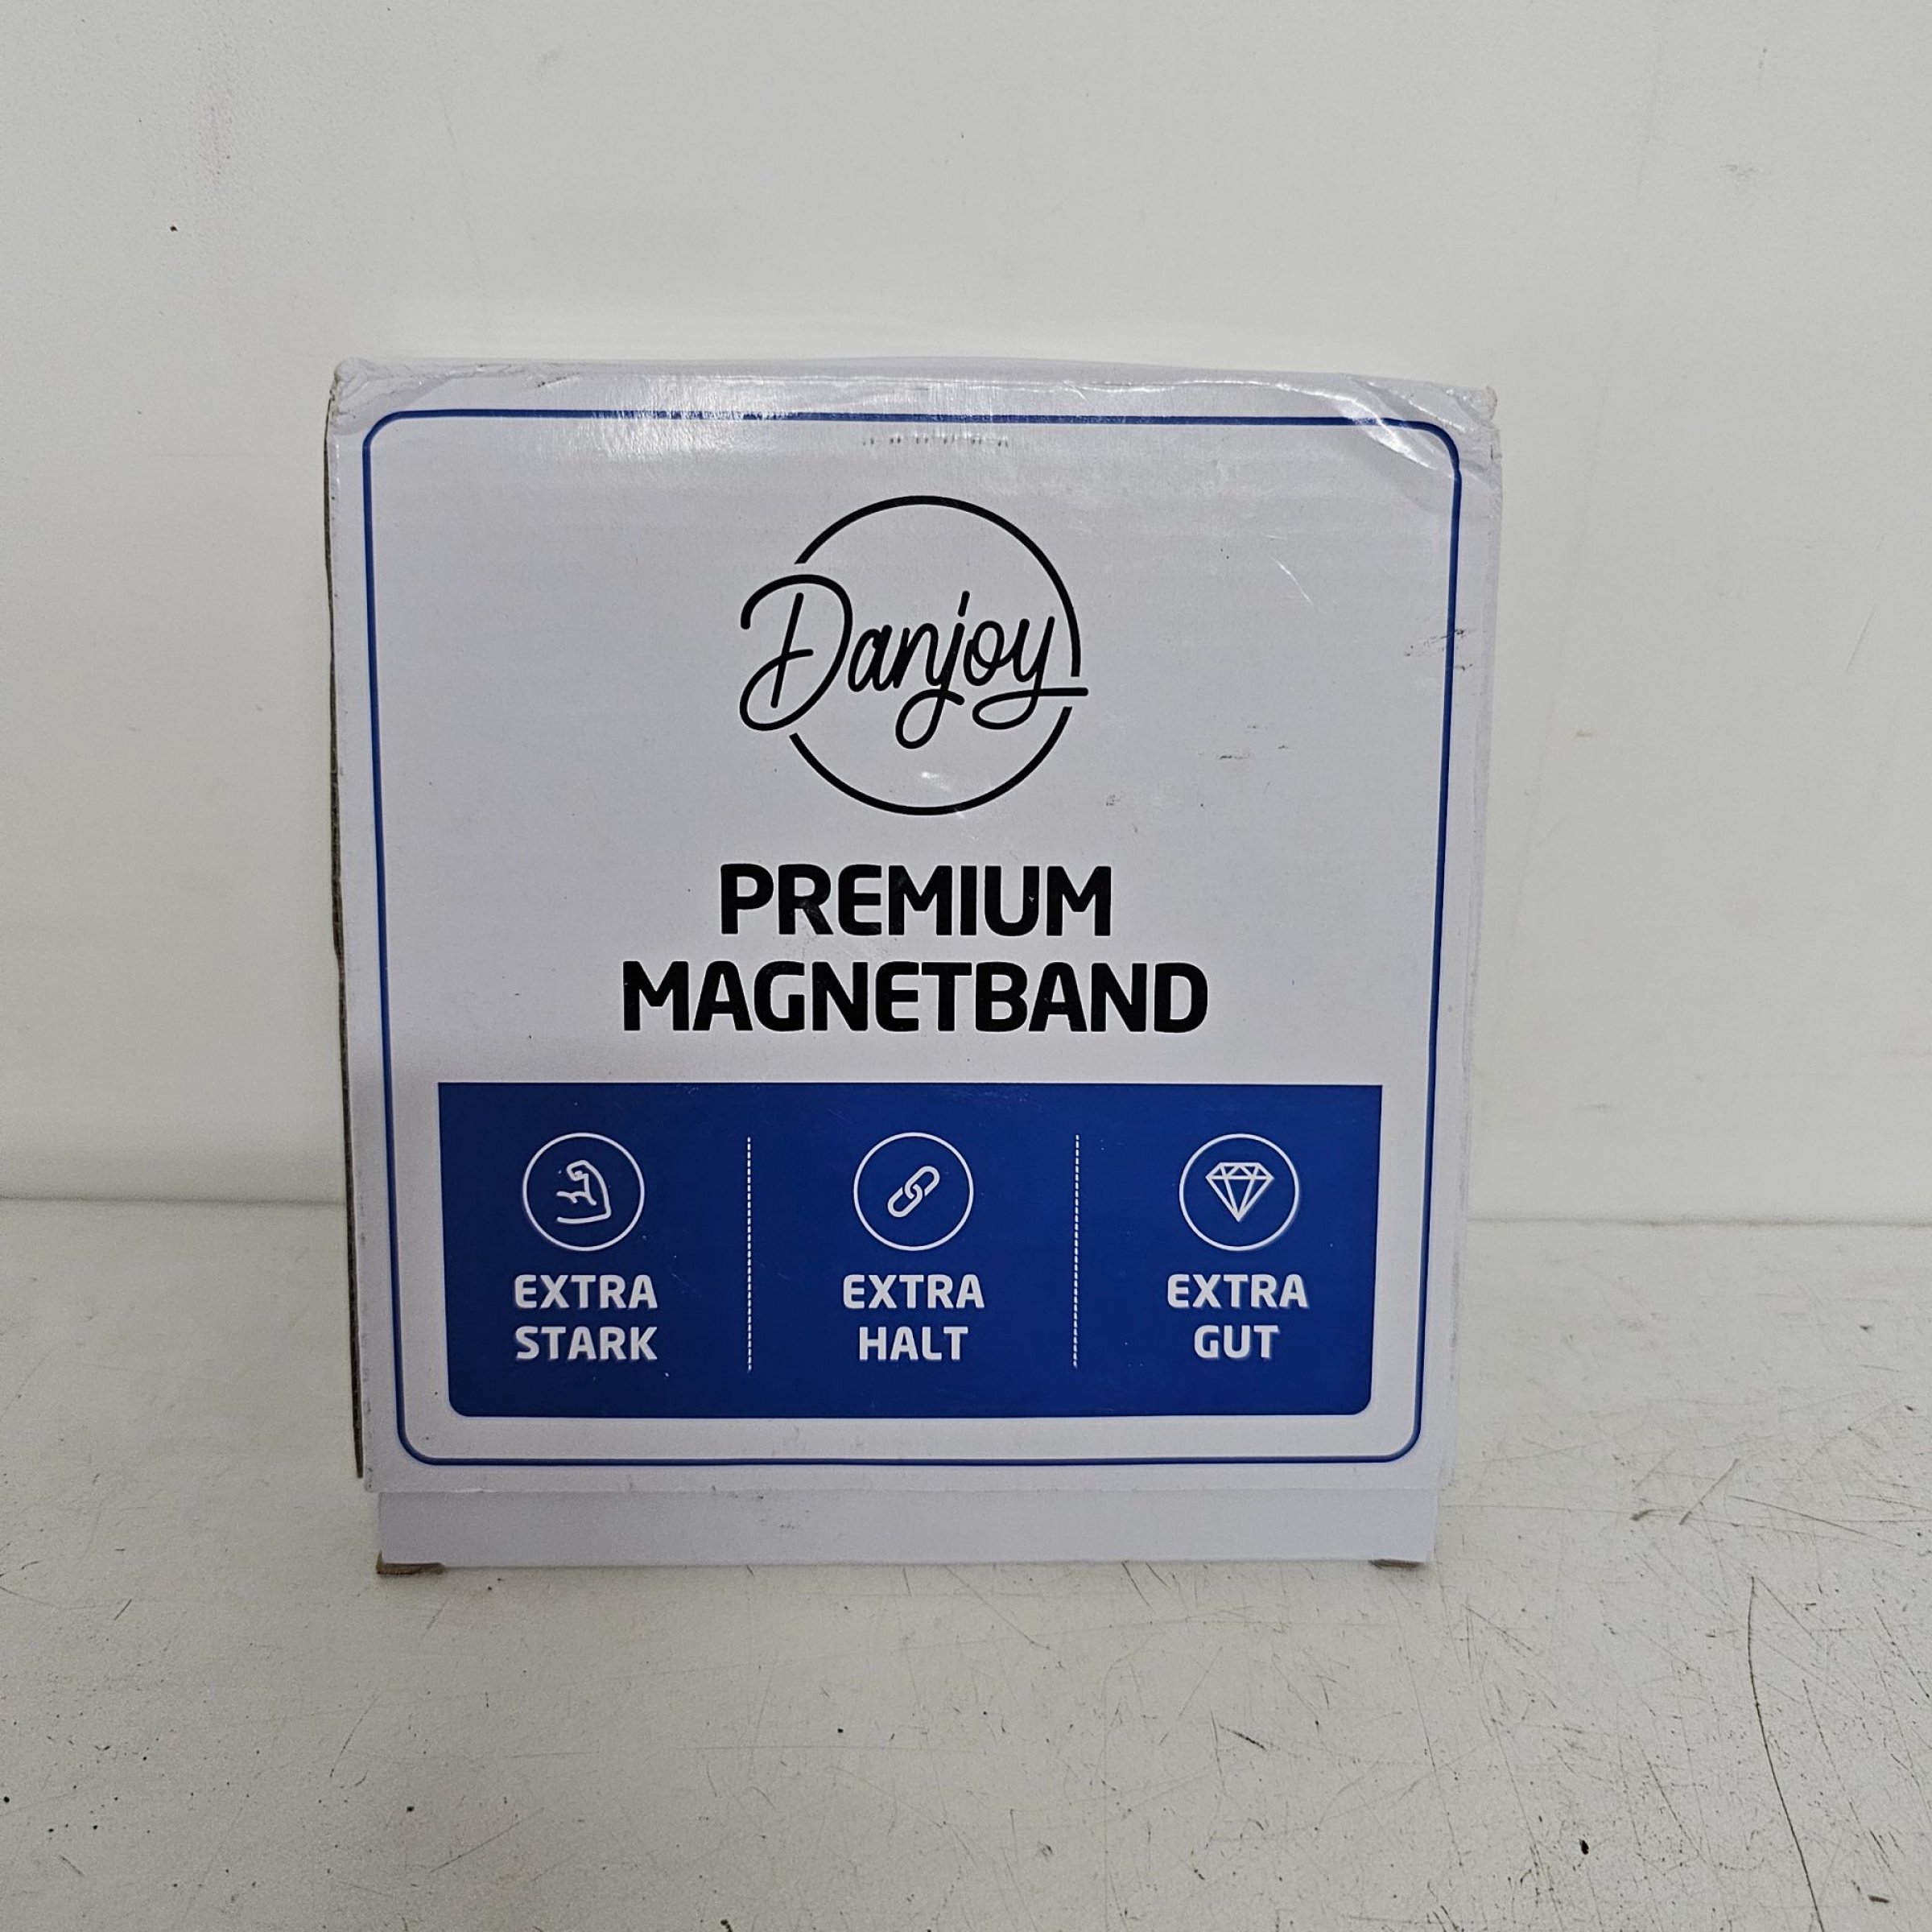 Danjoy
PREMIUM
MAGNETBAND
EXTRA
STARK
EXTRA
HALT
EXTRA
GUT